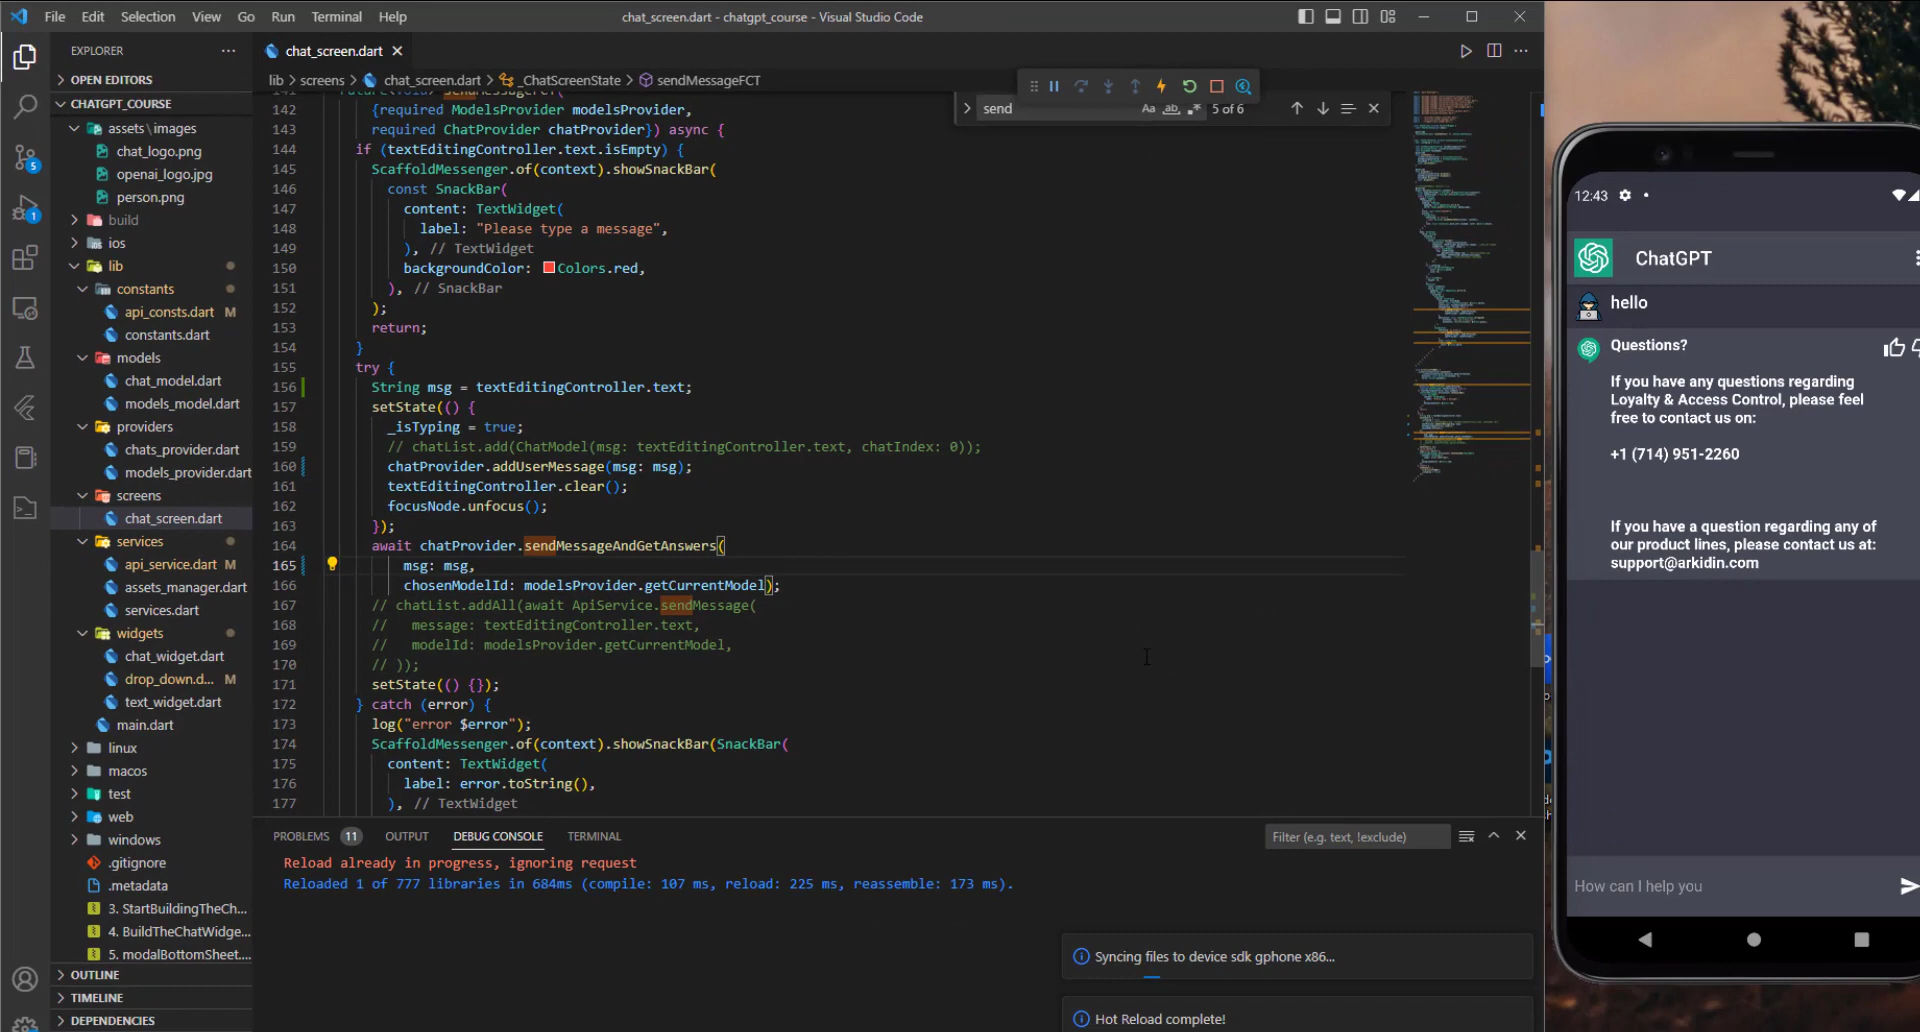 File Edit Selection View Go Run Terminal Help
chat_screen.dart - chatgpt_course - Visual Studio Code
EXPLORER
OPEN EDITORS
CHATGPT_COURSE
assets\images
chat_logo.png
openai_logo.jpg
person.png
build
ios
lib
constants
api_consts.dart M
constants.dart
models
chat_model.dart
models_model.dart
providers
chats_provider.dart
models_provider.dart
screens
chat_screen.dart
services
api_service.dart M
assets_manager.dart
services.dart
widgets
chat_widget.dart
drop_down.d... M
text_widget.dart
main.dart
linux
macos
test
web
windows
.gitignore
.metadata
3. StartBuildingTheCh...
4. BuildTheChatWidge...
5. modalBottomSheet....
OUTLINE
TIMELINE
DEPENDENCIES
5
1
chat_screen.dart
lib > screens > chat_screen.dart > _ChatScreenState > sendMessageFCT
send
Aa ab 5 of 6
142 {required ModelsProvider modelsProvider,
143 required ChatProvider chatProvider}) async {
144 if (textEditingController.text.isEmpty) {
145 ScaffoldMessenger.of(context).showSnackBar(
146 const SnackBar(
147 content: TextWidget(
148 label: "Please type a message",
149 ), // TextWidget
150 backgroundColor: Colors.red,
151 ), // SnackBar
152 );
153 return;
154 }
155 try {
156 String msg = textEditingController.text;
157 setState(() {
158 _isTyping = true;
159 // chatList.add(ChatModel(msg: textEditingController.text, chatIndex: 0));
160 chatProvider.addUserMessage(msg: msg);
161 textEditingController.clear();
162 focusNode.unfocus();
163 });
164 await chatProvider.sendMessageAndGetAnswers(
165 msg: msg,
166 chosenModelId: modelsProvider.getCurrentModel);
167 // chatList.addAll(await ApiService.sendMessage(
168 // message: textEditingController.text,
169 // modelId: modelsProvider.getCurrentModel,
170 // ));
171 setState(() {});
172 } catch (error) {
173 log("error $error");
174 ScaffoldMessenger.of(context).showSnackBar(SnackBar(
175 content: TextWidget(
176 label: error.toString(),
177 ), // TextWidget
PROBLEMS 11 OUTPUT DEBUG CONSOLE TERMINAL
Filter (e.g. text, !exclude)
Reload already in progress, ignoring request
Reloaded 1 of 777 libraries in 684ms (compile: 107 ms, reload: 225 ms, reassemble: 173 ms).
Syncing files to device sdk gphone x86...
Hot Reload complete!
12:43
ChatGPT
hello
Questions?
If you have any questions regarding
Loyalty & Access Control, please feel
free to contact us on:
+1 (714) 951-2260
If you have a question regarding any of
our product lines, please contact us at:
support@arkidin.com
How can I help you